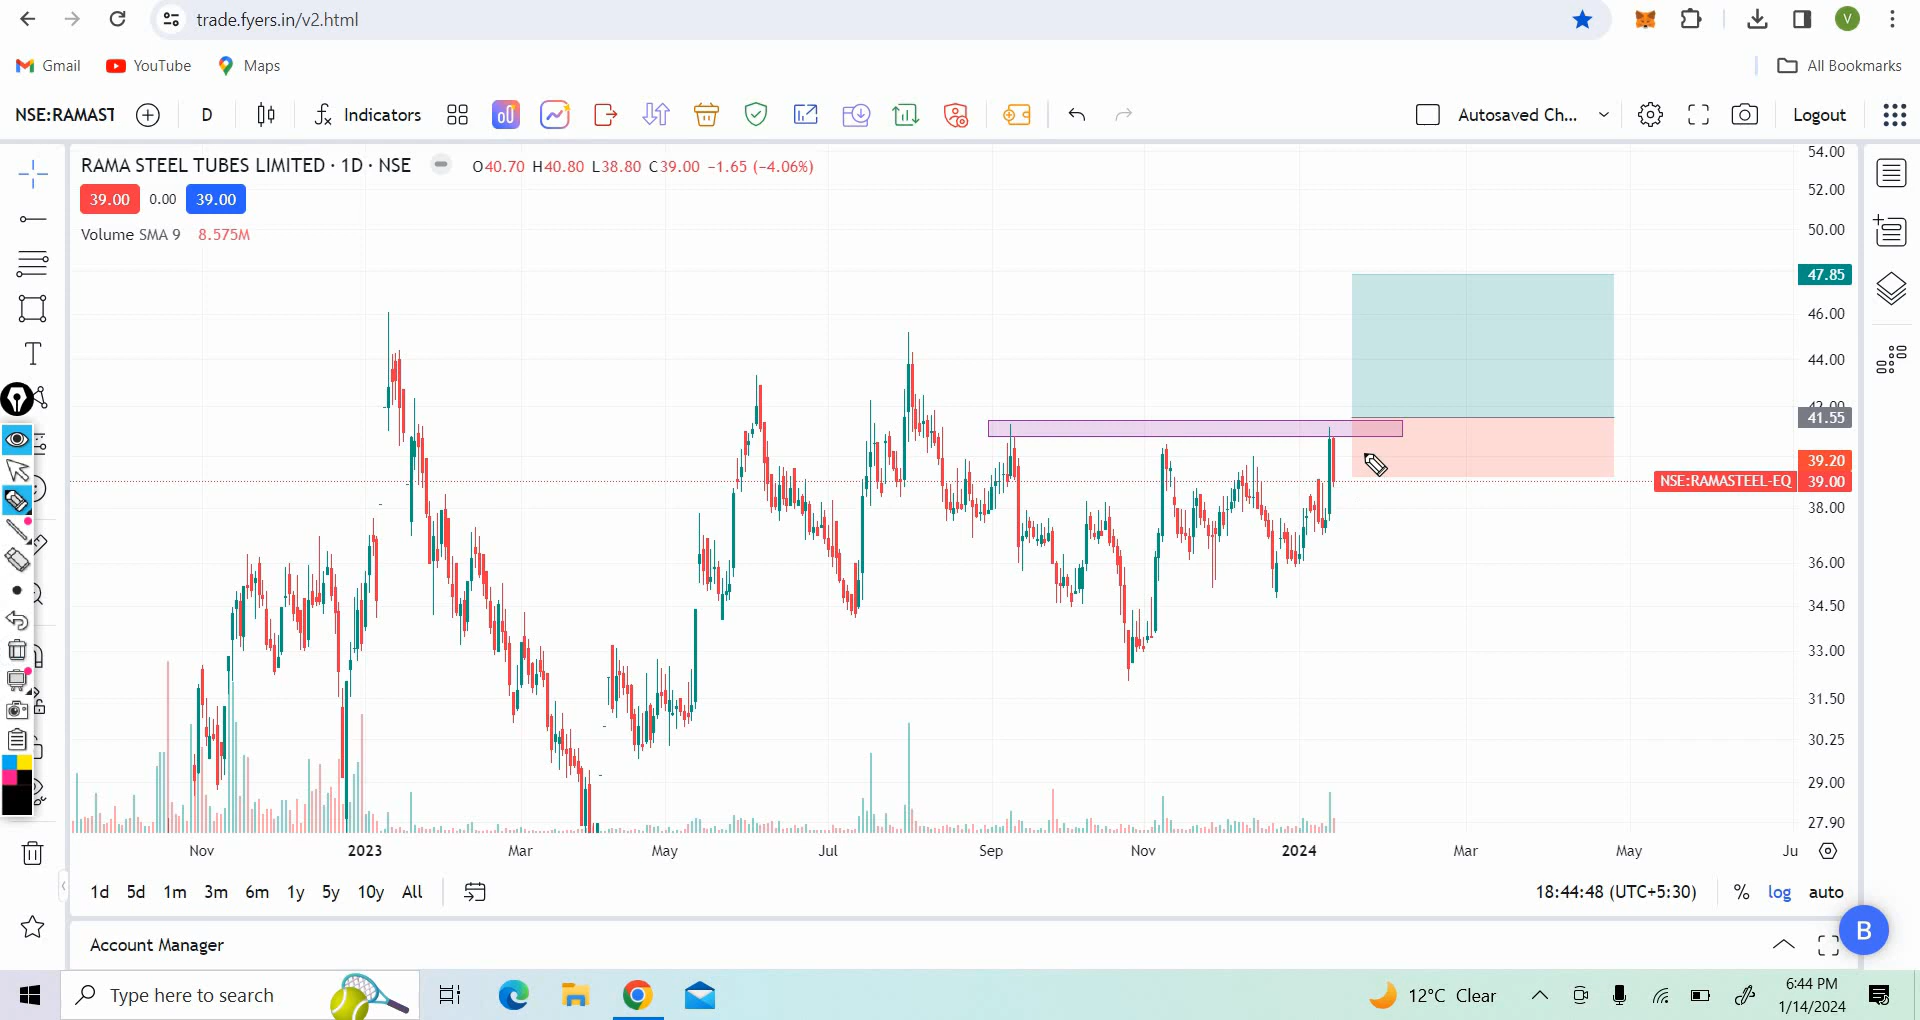 trade.fyers.in/v2.html
V
Gmail
YouTube
Maps
All Bookmarks
NSE:RAMAST
D
Indicators
Autosaved Ch...
Logout
RAMA STEEL TUBES LIMITED · 1D · NSE
O40.70 H40.80 L38.80 C39.00 −1.65 (−4.06%)
39.00 0.00 39.00
Volume SMA 9 8.575M
54.00
52.00
50.00
47.85
46.00
44.00
42.00
41.55
39.20
NSE:RAMASTEEL-EQ 39.00
38.00
36.00
34.50
33.00
31.50
30.25
29.00
27.90
Nov 2023 Mar May Jul Sep Nov 2024 Mar May Ju
1d 5d 1m 3m 6m 1y 5y 10y All
18:44:48 (UTC+5:30) % log auto
Account Manager
B
Type here to search
12°C Clear
6:44 PM
1/14/2024